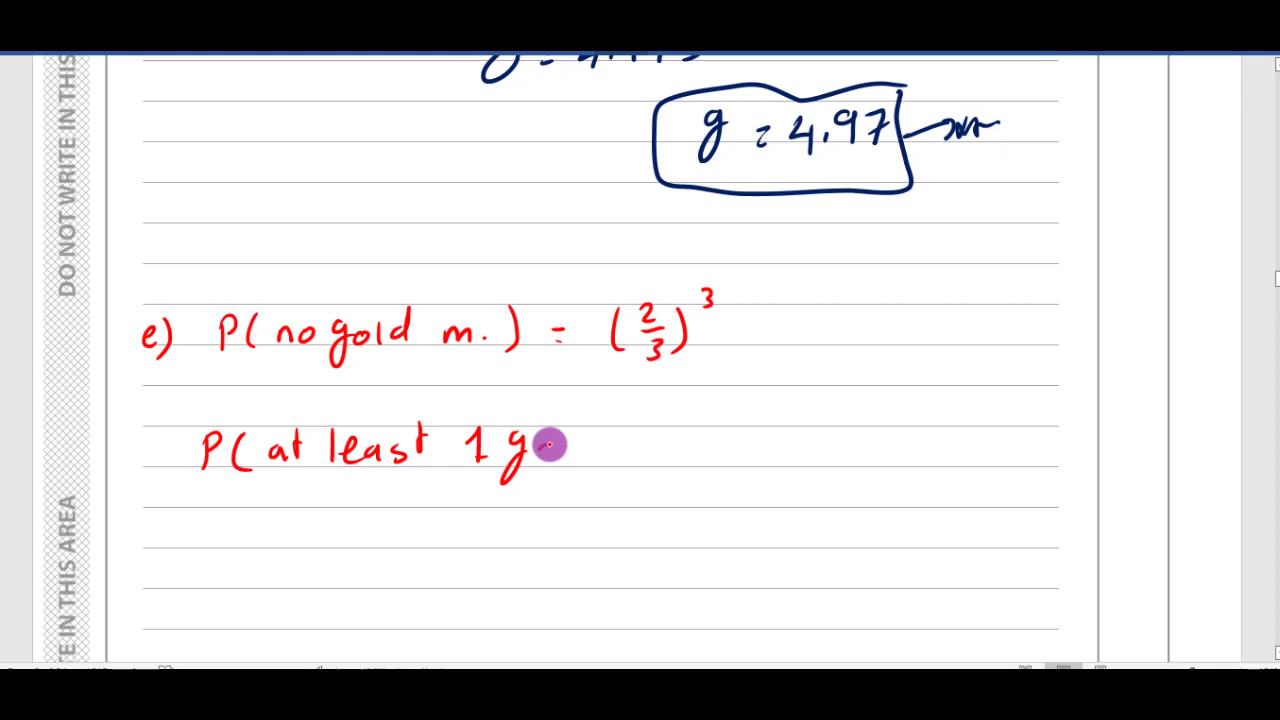 DO NOT WRITE IN THIS
g = 4.97
e) P( no gold m. ) = (2/3)^3
P( at least 1 g
TE IN THIS AREA